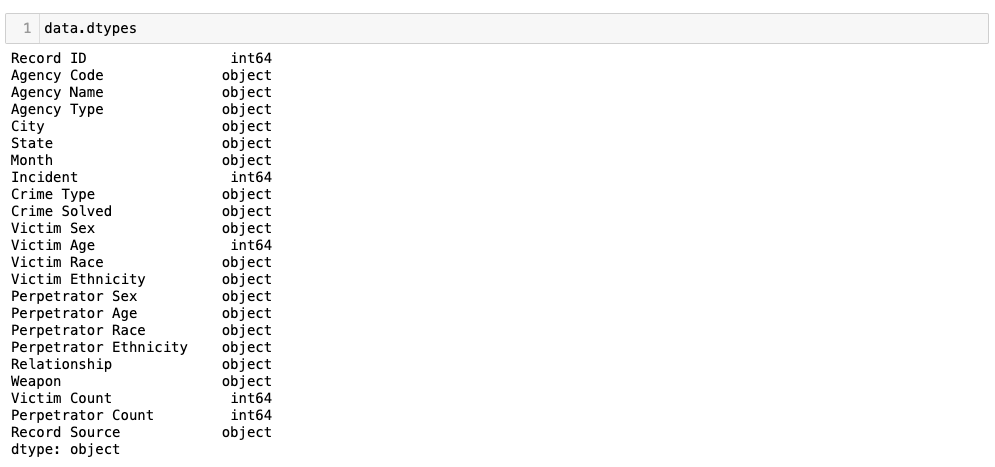 1 data.dtypes
Record ID int64
Agency Code object
Agency Name object
Agency Type object
City object
State object
Month object
Incident int64
Crime Type object
Crime Solved object
Victim Sex object
Victim Age int64
Victim Race object
Victim Ethnicity object
Perpetrator Sex object
Perpetrator Age object
Perpetrator Race object
Perpetrator Ethnicity object
Relationship object
Weapon object
Victim Count int64
Perpetrator Count int64
Record Source object
dtype: object